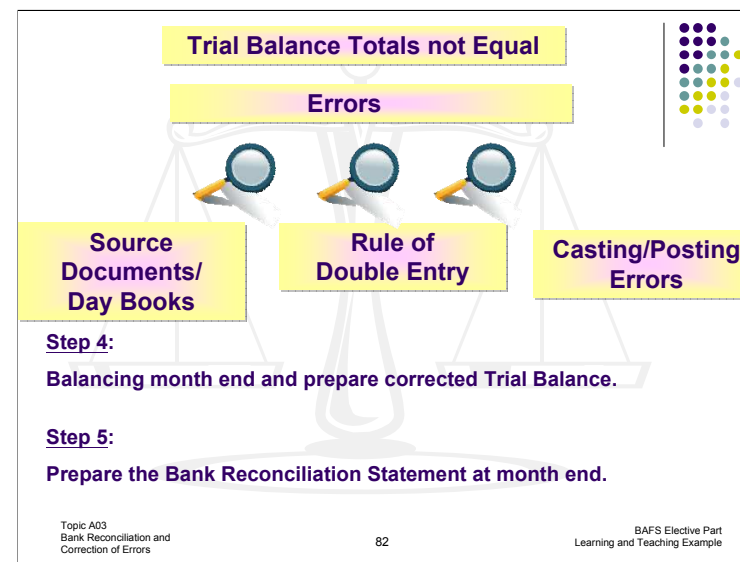 Trial Balance Totals not Equal
Errors
Source
Documents/
Day Books
Rule of
Double Entry
Casting/Posting
Errors
Step 4:
Balancing month end and prepare corrected Trial Balance.
Step 5:
Prepare the Bank Reconciliation Statement at month end.
Topic A03
Bank Reconciliation and
Correction of Errors
82
BAFS Elective Part
Learning and Teaching Example